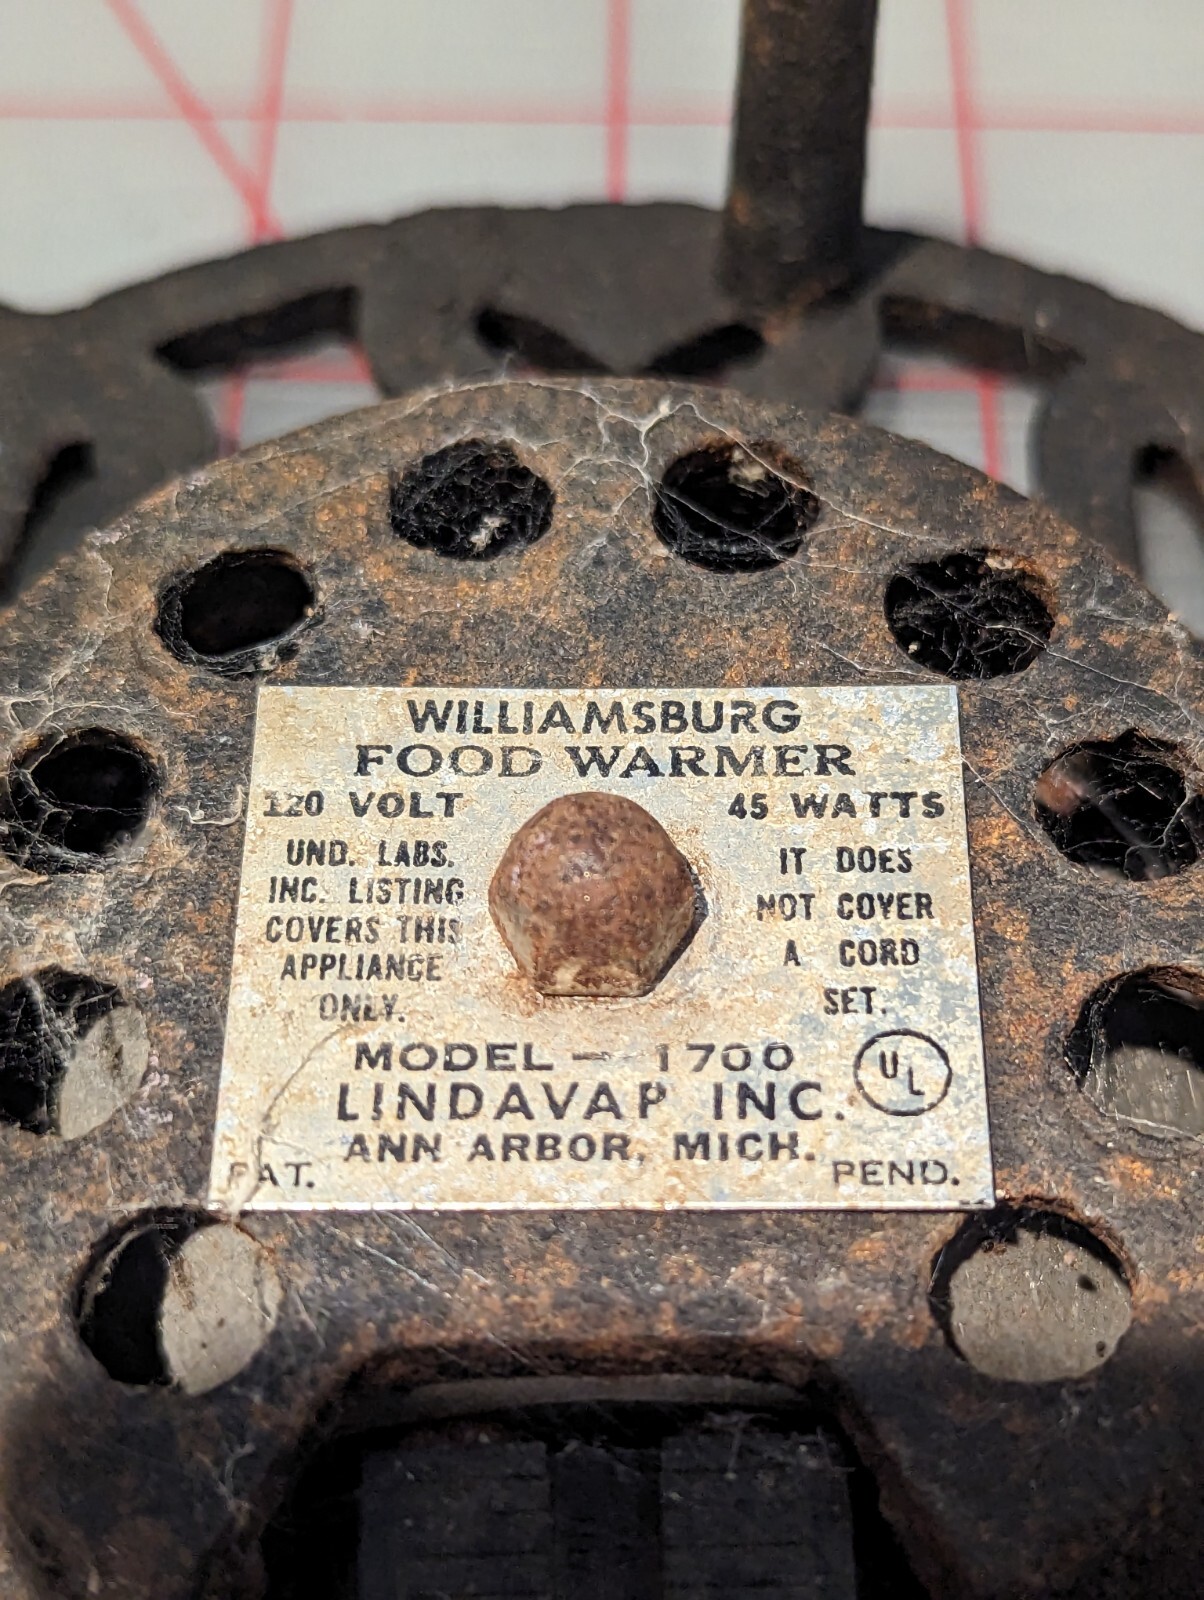 WILLIAMSBURG
FOOD WARMER
120 VOLT 45 WATTS
UND. LABS.
INC. LISTING
COVERS THIS
APPLIANCE
ONLY.
IT DOES
NOT COVER
A CORD
SET.
MODEL — 1700
UL
LINDAVAP INC.
ANN ARBOR, MICH.
PAT. PEND.